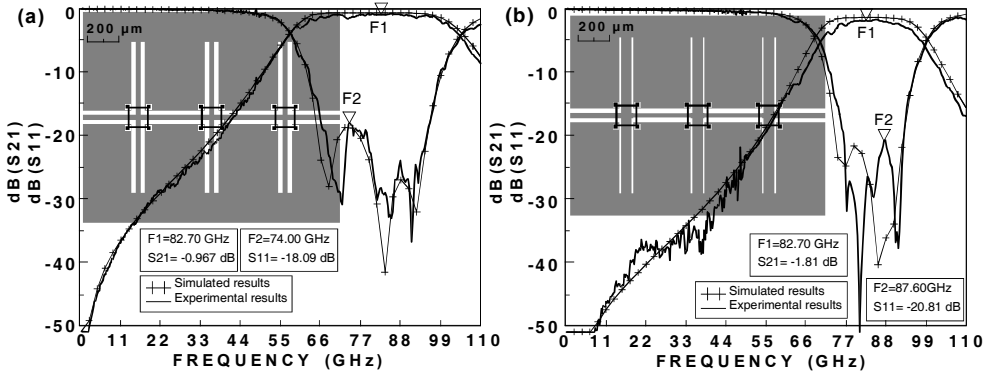 (a)
200 µm
F1
F2
F1=82.70 GHz
S21= -0.967 dB
F2=74.00 GHz
S11= -18.09 dB
Simulated results
Experimental results
dB(S21)
dB(S11)
0
-10
-20
-30
-40
-50
0 11 22 33 44 55 66 77 88 99 110
FREQUENCY (GHz)
(b)
200 µm
F1
F2
F1=82.70 GHz
S21= -1.81 dB
Simulated results
Experimental results
F2=87.60GHz
S11= -20.81 dB
dB(S21)
dB(S11)
0
-10
-20
-30
-40
-50
0 11 22 33 44 55 66 77 88 99 110
FREQUENCY (GHz)